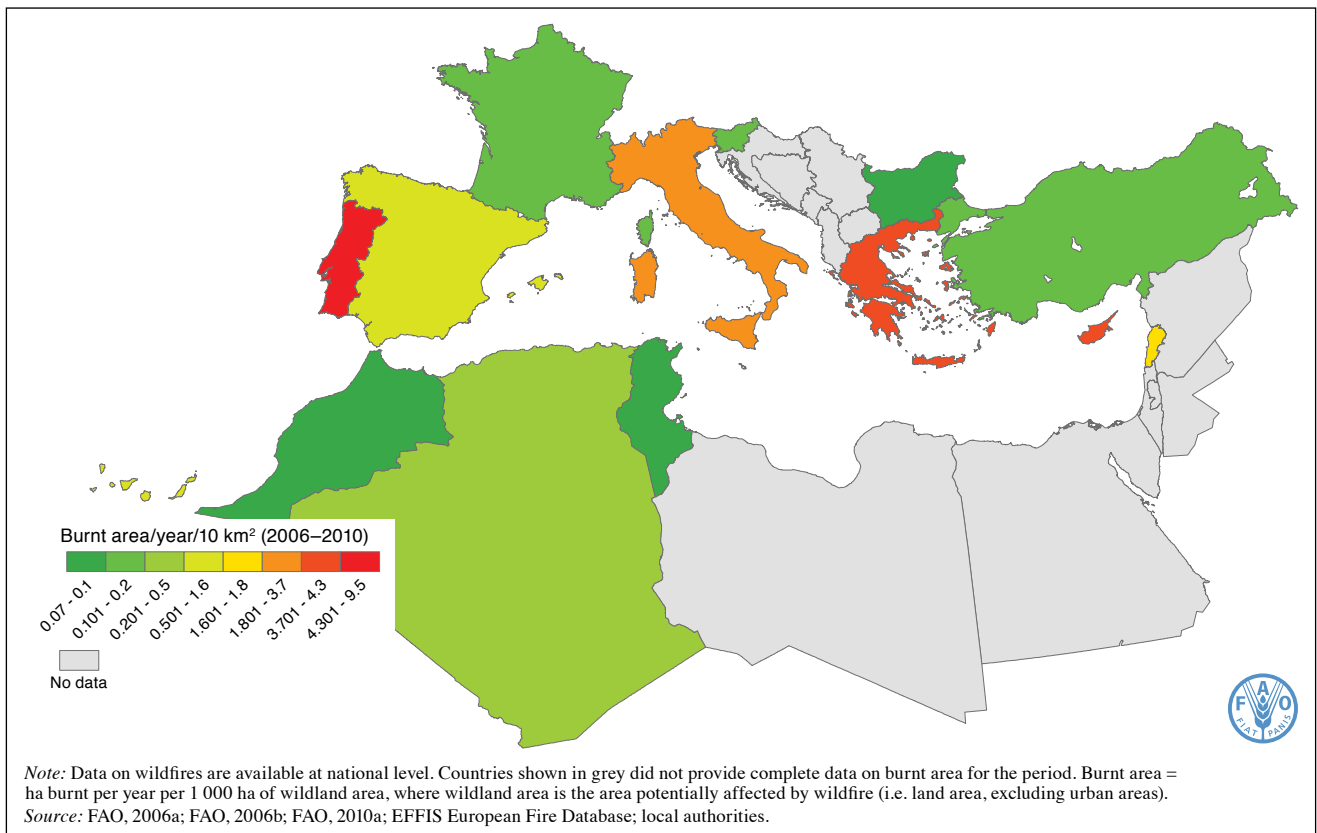 Burnt area/year/10 km² (2006–2010)
0.07 - 0.1
0.101 - 0.2
0.201 - 0.5
0.501 - 1.6
1.601 - 1.8
1.801 - 3.7
3.701 - 4.3
4.301 - 9.5
No data
F A O
FIAT PANIS
Note: Data on wildfires are available at national level. Countries shown in grey did not provide complete data on burnt area for the period. Burnt area =
ha burnt per year per 1 000 ha of wildland area, where wildland area is the area potentially affected by wildfire (i.e. land area, excluding urban areas).
Source: FAO, 2006a; FAO, 2006b; FAO, 2010a; EFFIS European Fire Database; local authorities.